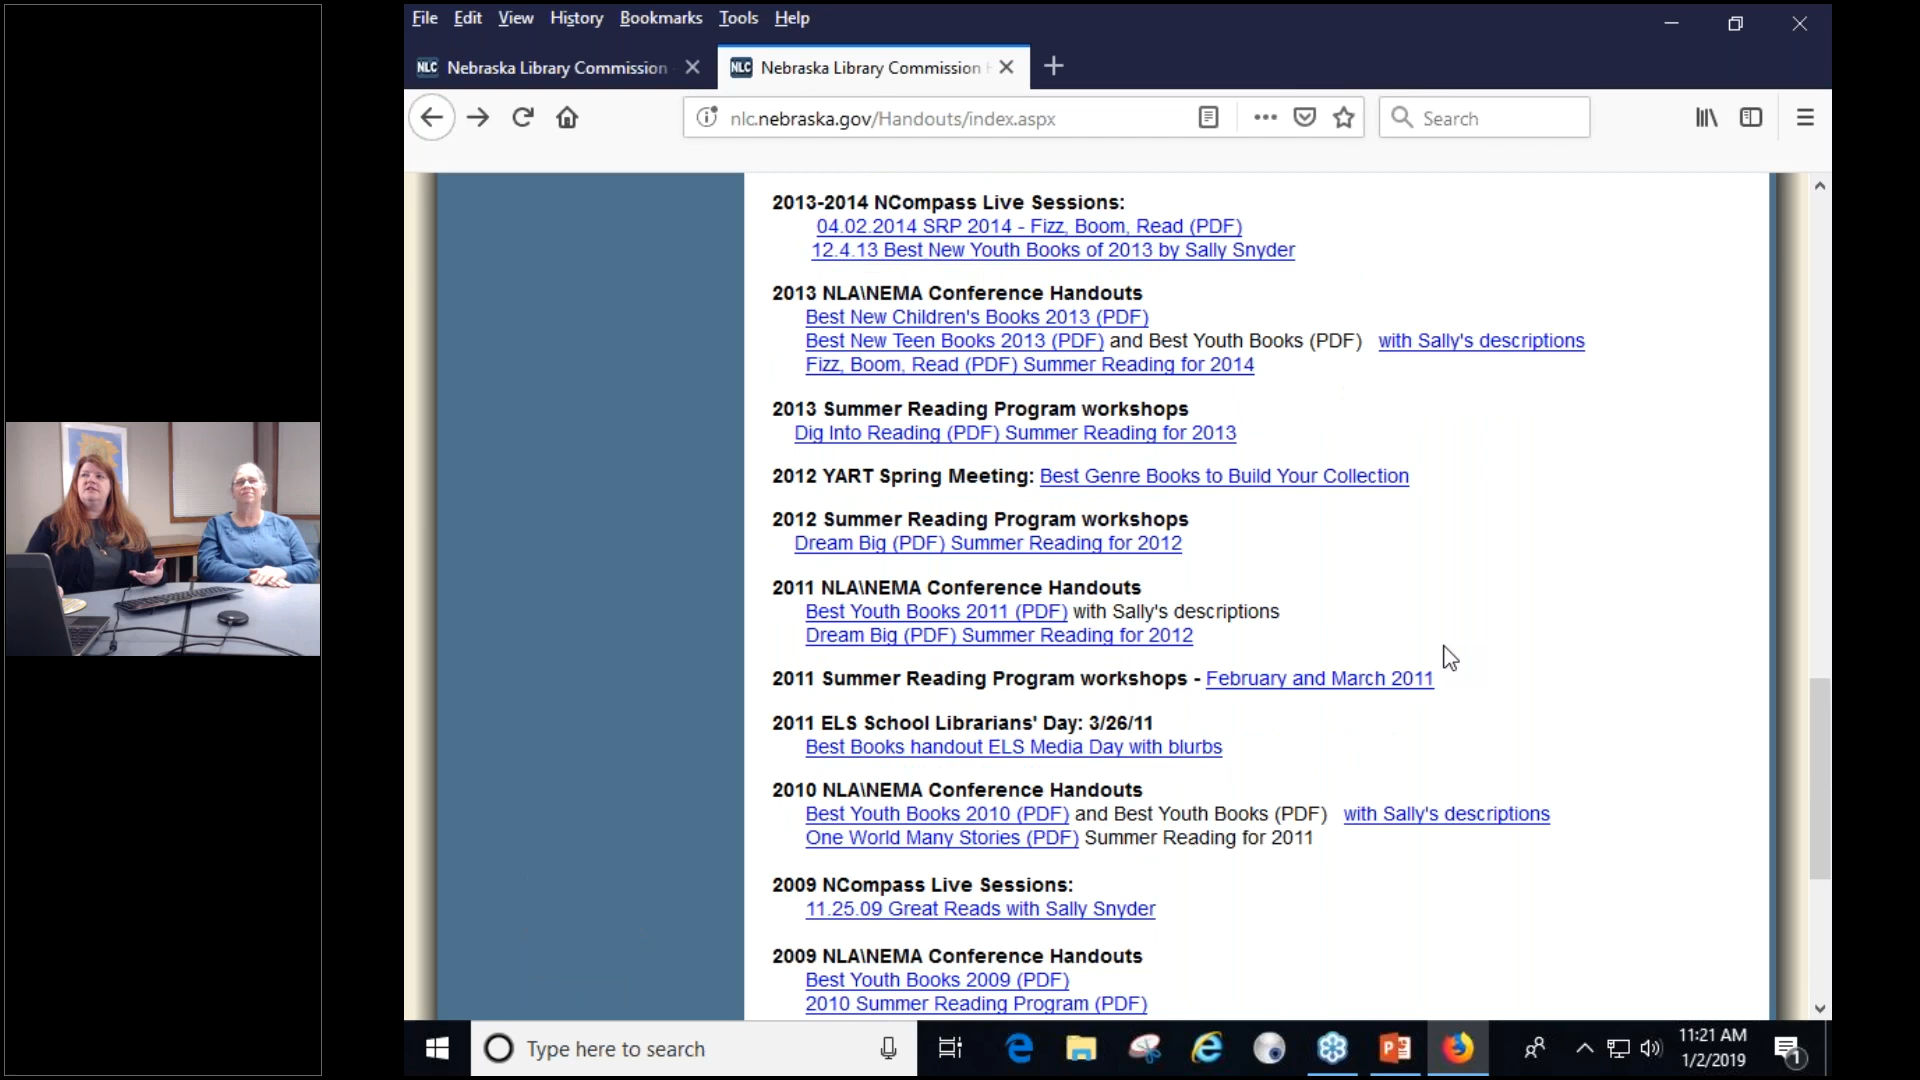 File Edit View History Bookmarks Tools Help
NLC Nebraska Library Commission
NLC Nebraska Library Commission
nlc.nebraska.gov/Handouts/index.aspx
Search
2013-2014 NCompass Live Sessions:
04.02.2014 SRP 2014 - Fizz, Boom, Read (PDF)
12.4.13 Best New Youth Books of 2013 by Sally Snyder
2013 NLA\NEMA Conference Handouts
Best New Children's Books 2013 (PDF)
Best New Teen Books 2013 (PDF) and Best Youth Books (PDF) with Sally's descriptions
Fizz, Boom, Read (PDF) Summer Reading for 2014
2013 Summer Reading Program workshops
Dig Into Reading (PDF) Summer Reading for 2013
2012 YART Spring Meeting: Best Genre Books to Build Your Collection
2012 Summer Reading Program workshops
Dream Big (PDF) Summer Reading for 2012
2011 NLA\NEMA Conference Handouts
Best Youth Books 2011 (PDF) with Sally's descriptions
Dream Big (PDF) Summer Reading for 2012
2011 Summer Reading Program workshops - February and March 2011
2011 ELS School Librarians' Day: 3/26/11
Best Books handout ELS Media Day with blurbs
2010 NLA\NEMA Conference Handouts
Best Youth Books 2010 (PDF) and Best Youth Books (PDF) with Sally's descriptions
One World Many Stories (PDF) Summer Reading for 2011
2009 NCompass Live Sessions:
11.25.09 Great Reads with Sally Snyder
2009 NLA\NEMA Conference Handouts
Best Youth Books 2009 (PDF)
2010 Summer Reading Program (PDF)
Type here to search
11:21 AM
1/2/2019
1